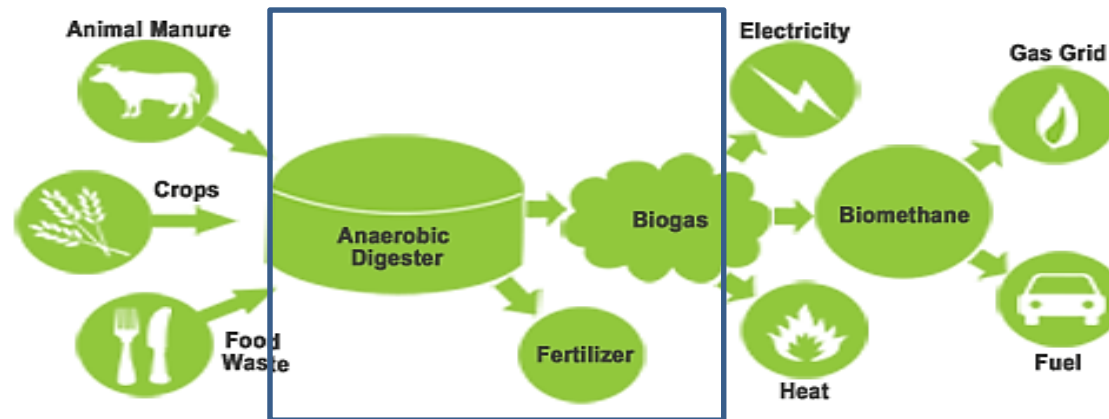 Animal Manure
Electricity
Gas Grid
Crops
Anaerobic
Digester
Biogas
Biomethane
Food
Waste
Fertilizer
Heat
Fuel